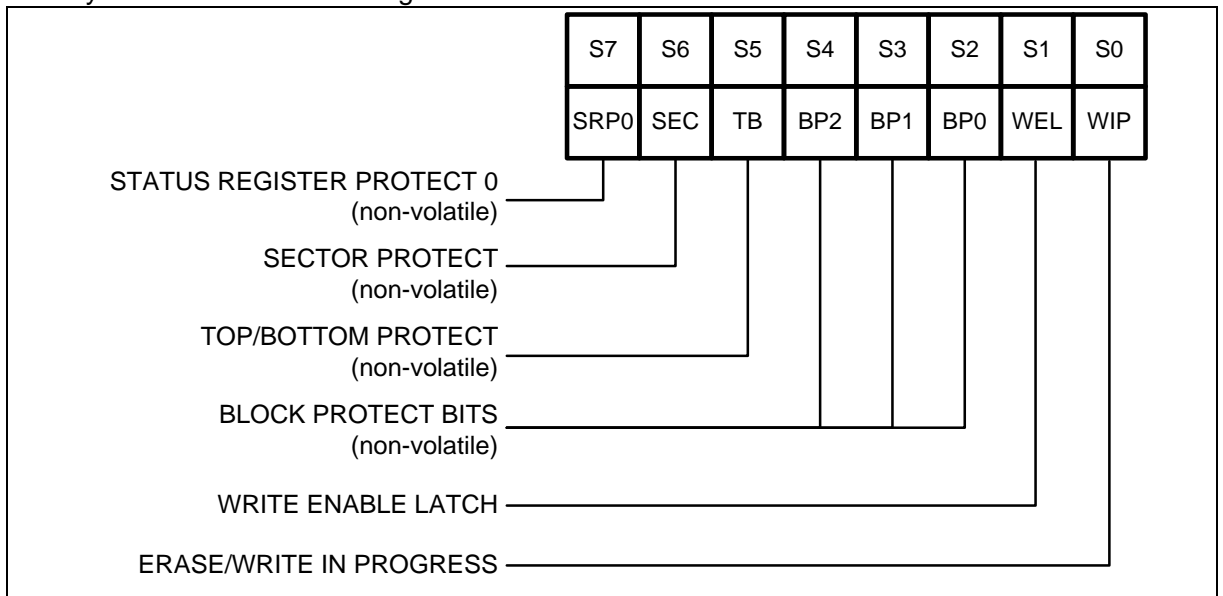 S7 S6 S5 S4 S3 S2 S1 S0
SRP0 SEC TB BP2 BP1 BP0 WEL WIP
STATUS REGISTER PROTECT 0
(non-volatile)
SECTOR PROTECT
(non-volatile)
TOP/BOTTOM PROTECT
(non-volatile)
BLOCK PROTECT BITS
(non-volatile)
WRITE ENABLE LATCH
ERASE/WRITE IN PROGRESS